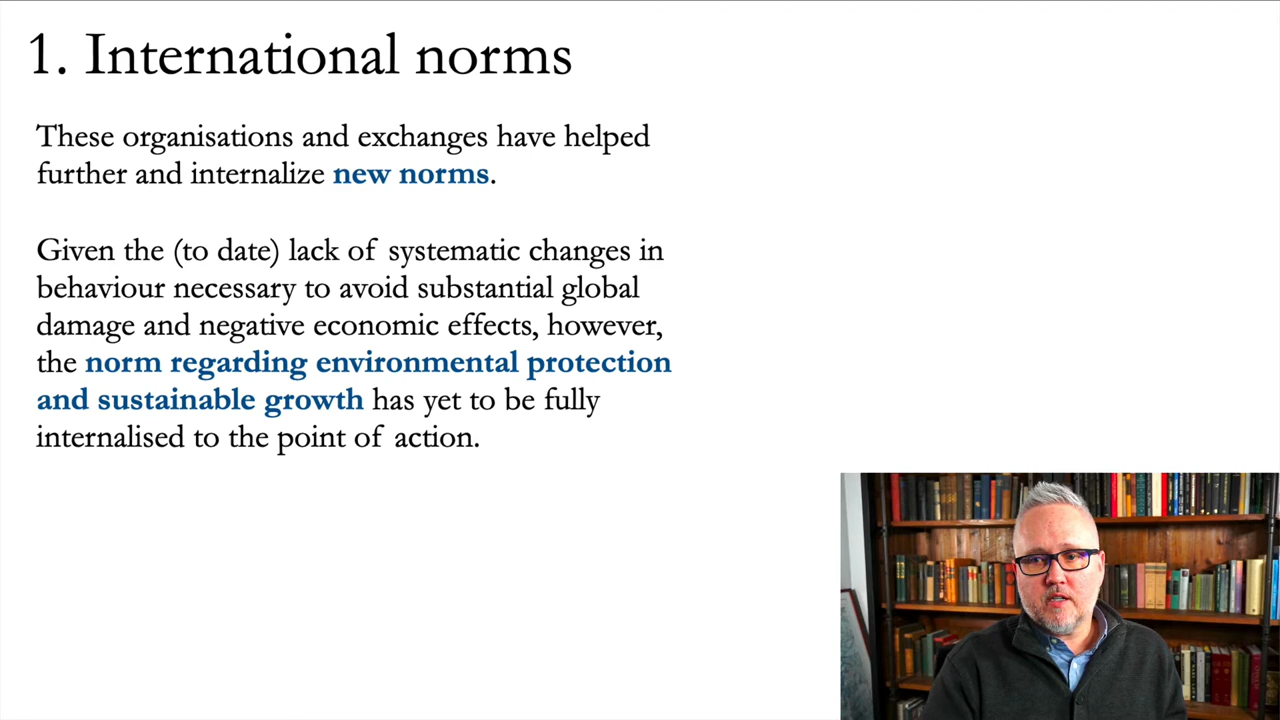 1. International norms
These organisations and exchanges have helped
further and internalize new norms.
Given the (to date) lack of systematic changes in
behaviour necessary to avoid substantial global
damage and negative economic effects, however,
the norm regarding environmental protection
and sustainable growth has yet to be fully
internalised to the point of action.